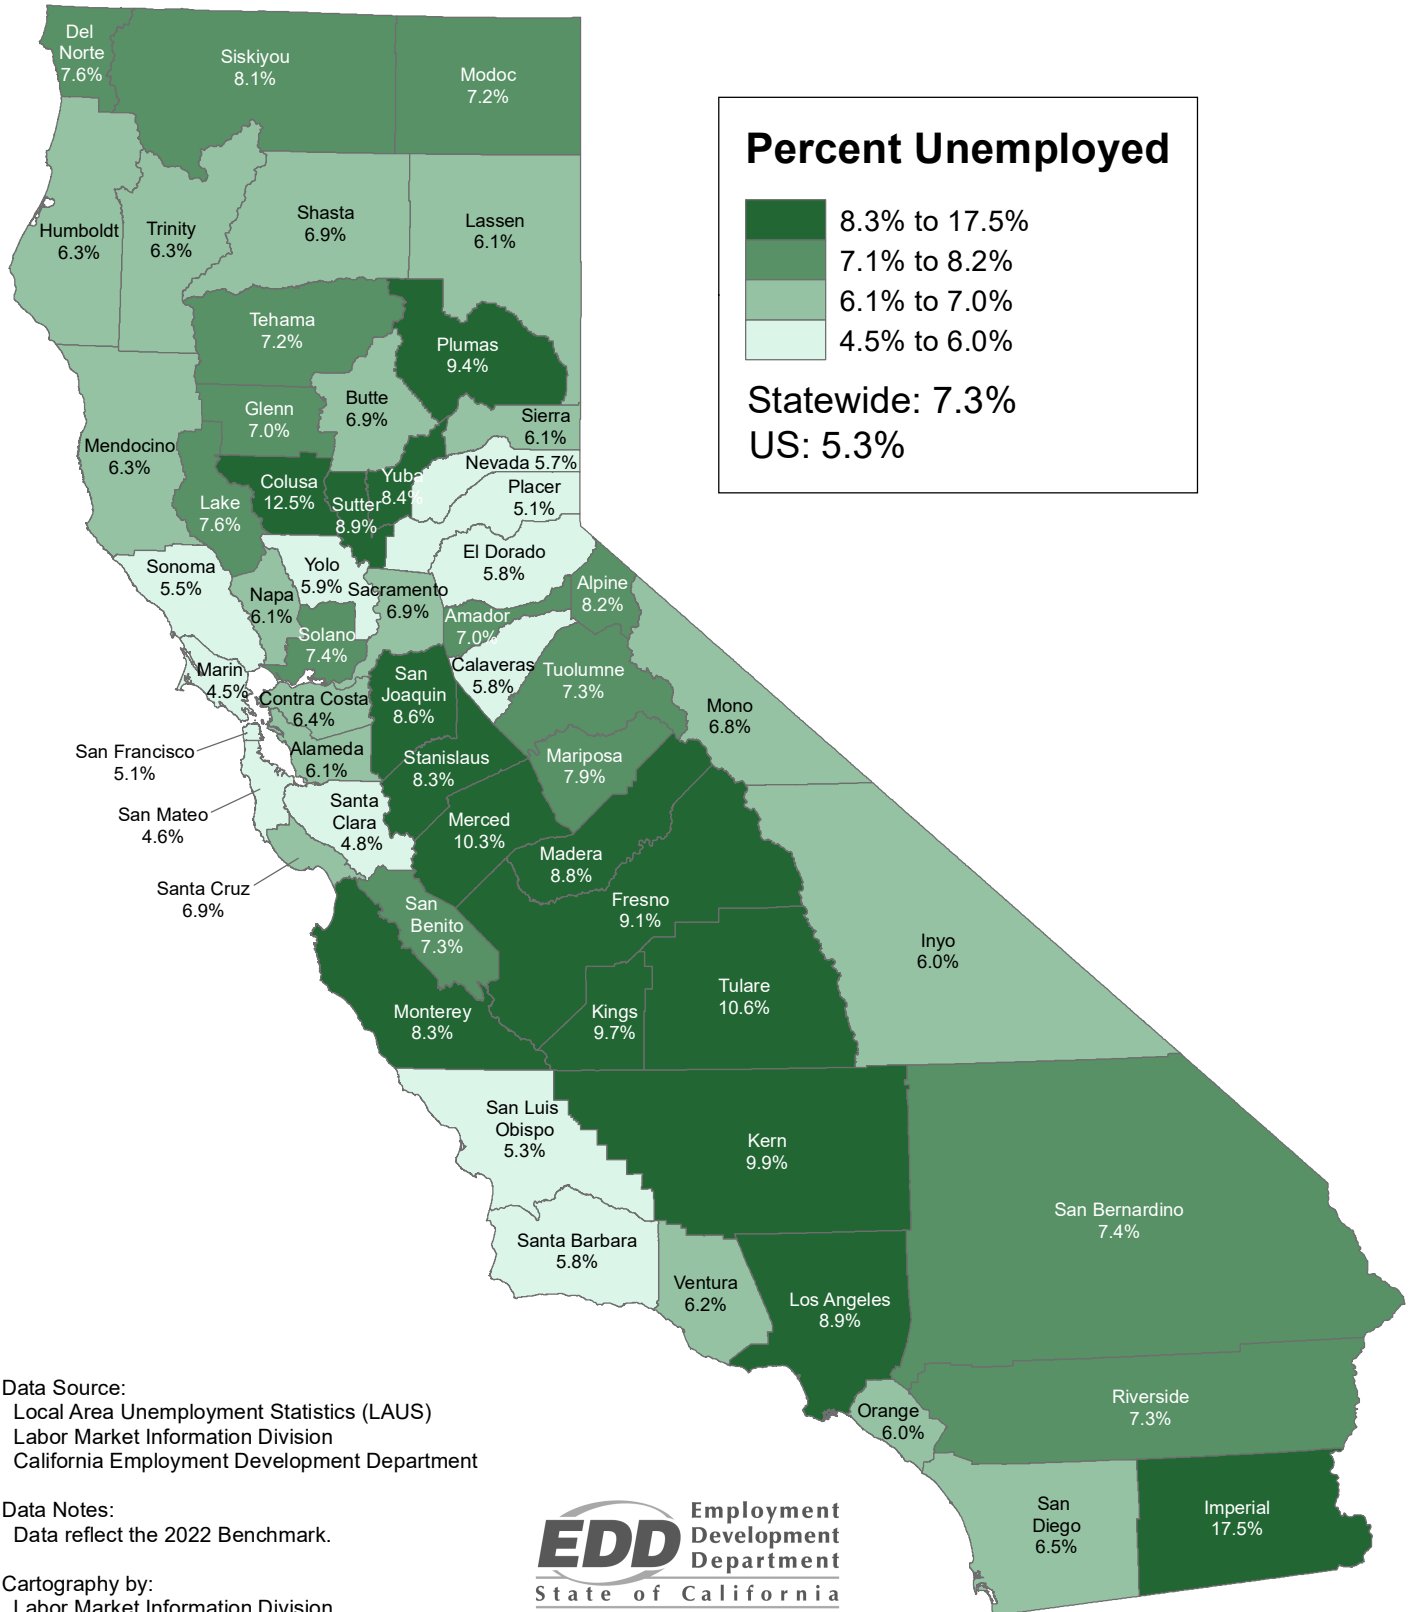 Del
Norte
7.6%
Siskiyou
8.1%
Modoc
7.2%
Percent Unemployed
8.3% to 17.5%
7.1% to 8.2%
6.1% to 7.0%
4.5% to 6.0%
Statewide: 7.3%
US: 5.3%
Humboldt
6.3%
Trinity
6.3%
Shasta
6.9%
Lassen
6.1%
Tehama
7.2%
Plumas
9.4%
Glenn
7.0%
Butte
6.9%
Sierra
6.1%
Mendocino
6.3%
Nevada 5.7%
Lake
7.6%
Colusa
12.5%
Sutter
8.9%
Yuba
8.4%
Placer
5.1%
Sonoma
5.5%
Yolo
5.9%
El Dorado
5.8%
Napa
6.1%
Sacramento
6.9%
Alpine
8.2%
Amador
7.0%
Solano
7.4%
Marin
4.5%
Calaveras
5.8%
Tuolumne
7.3%
San
Joaquin
8.6%
Contra Costa
6.4%
Mono
6.8%
San Francisco
5.1%
Alameda
6.1%
Stanislaus
8.3%
Mariposa
7.9%
San Mateo
4.6%
Santa
Clara
4.8%
Merced
10.3%
Madera
8.8%
Santa Cruz
6.9%
San
Benito
7.3%
Fresno
9.1%
Inyo
6.0%
Monterey
8.3%
Kings
9.7%
Tulare
10.6%
San Luis
Obispo
5.3%
Kern
9.9%
San Bernardino
7.4%
Santa Barbara
5.8%
Ventura
6.2%
Los Angeles
8.9%
Orange
6.0%
Riverside
7.3%
San
Diego
6.5%
Imperial
17.5%
Data Source:
Local Area Unemployment Statistics (LAUS)
Labor Market Information Division
California Employment Development Department
Data Notes:
Data reflect the 2022 Benchmark.
Cartography by:
Labor Market Information Division
EDD
Employment
Development
Department
State of California